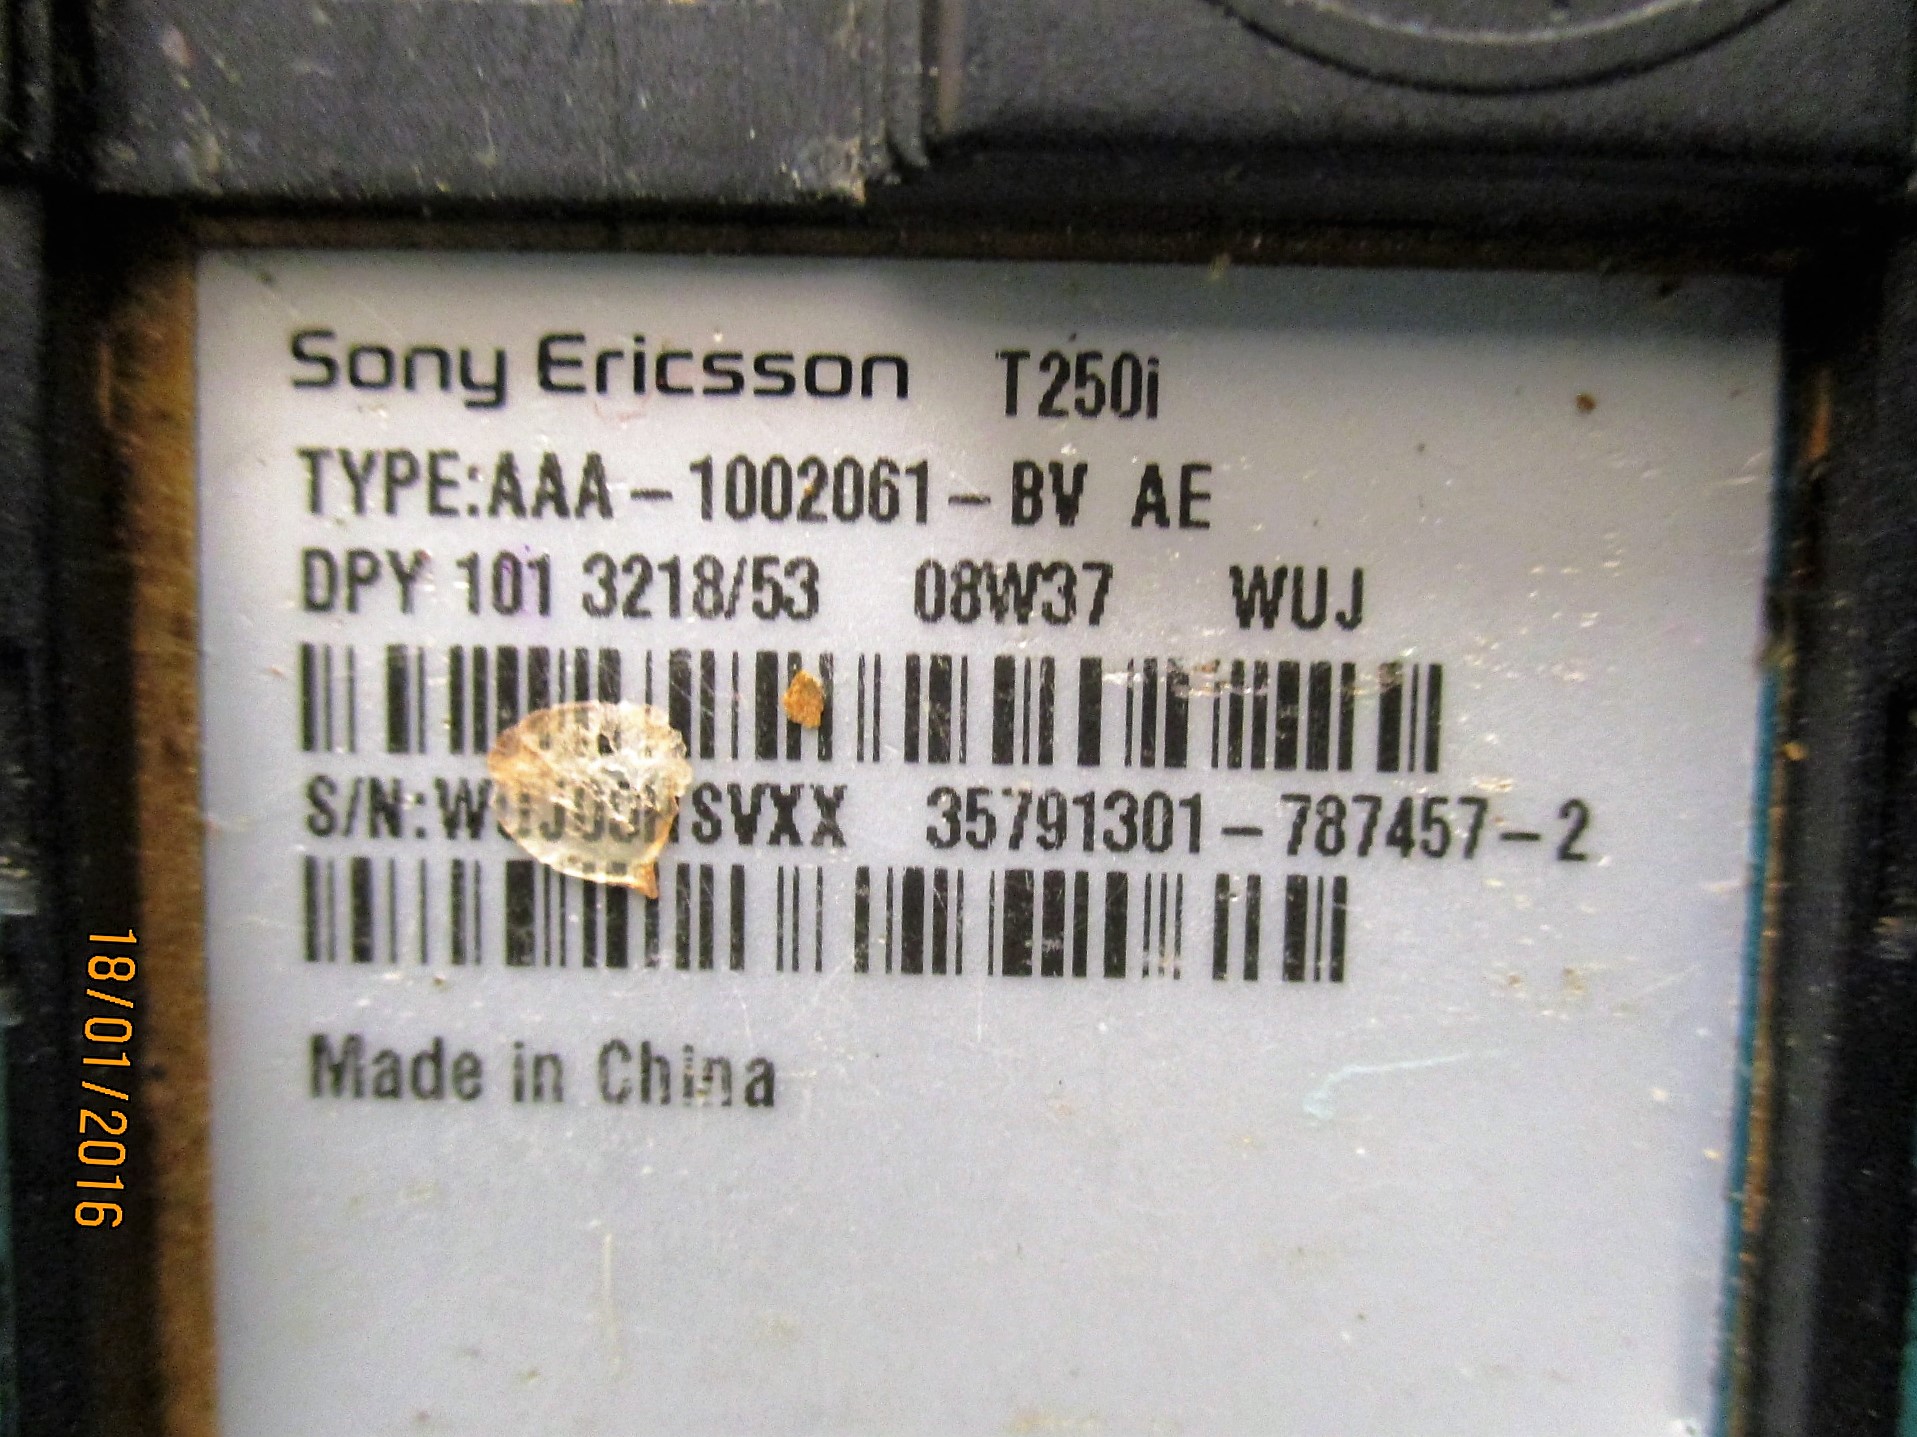 Sony Ericsson T250i
TYPE:AAA-1002061-BV AE
DPY 101 3218/53 08W37 WUJ
S/N: 35791301-787457-2
Made in China
18/01/2016